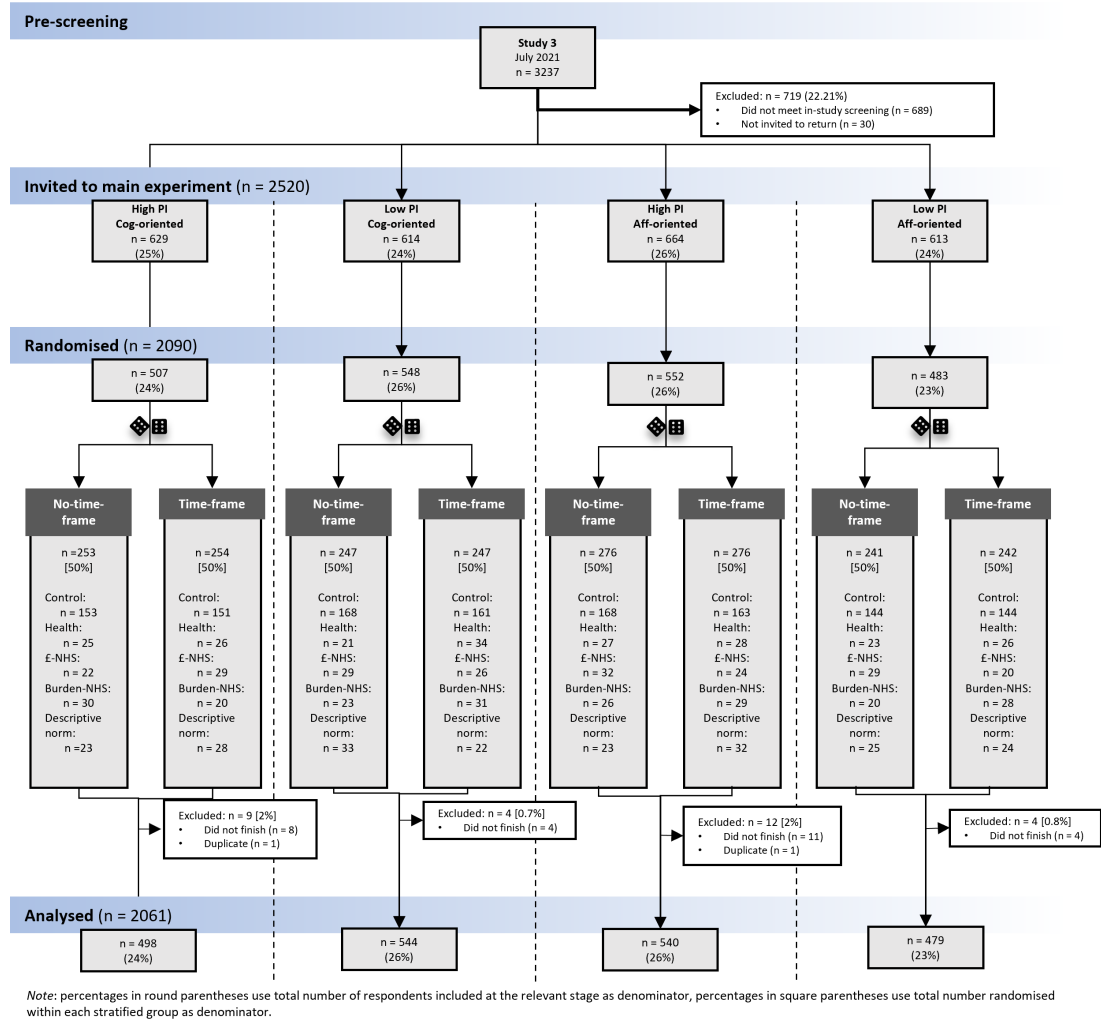 Pre-screening
Study 3
July 2021
n = 3237
Excluded: n = 719 (22.21%)
• Did not meet in-study screening (n = 689)
• Not invited to return (n = 30)
Invited to main experiment (n = 2520)
High PI
Cog-oriented
n = 629
(25%)
Low PI
Cog-oriented
n = 614
(24%)
High PI
Aff-oriented
n = 664
(26%)
Low PI
Aff-oriented
n = 613
(24%)
Randomised (n = 2090)
n = 507
(24%)
n = 548
(26%)
n = 552
(26%)
n = 483
(23%)
No-time-
frame
n =253
[50%]
Control:
n = 153
Health:
n = 25
£-NHS:
n = 22
Burden-NHS:
n = 30
Descriptive
norm:
n =23
Time-frame
n =254
[50%]
Control:
n = 151
Health:
n = 26
£-NHS:
n = 29
Burden-NHS:
n = 20
Descriptive
norm:
n = 28
No-time-
frame
n = 247
[50%]
Control:
n = 168
Health:
n = 21
£-NHS:
n = 29
Burden-NHS:
n = 23
Descriptive
norm:
n = 33
Time-frame
n = 247
[50%]
Control:
n = 161
Health:
n = 34
£-NHS:
n = 26
Burden-NHS:
n = 31
Descriptive
norm:
n = 22
No-time-
frame
n = 276
[50%]
Control:
n = 168
Health:
n = 27
£-NHS:
n = 32
Burden-NHS:
n = 26
Descriptive
norm:
n = 23
Time-frame
n = 276
[50%]
Control:
n = 163
Health:
n = 28
£-NHS:
n = 24
Burden-NHS:
n = 29
Descriptive
norm:
n = 32
No-time-
frame
n = 241
[50%]
Control:
n = 144
Health:
n = 23
£-NHS:
n = 29
Burden-NHS:
n = 20
Descriptive
norm:
n = 25
Time-frame
n = 242
[50%]
Control:
n = 144
Health:
n = 26
£-NHS:
n = 20
Burden-NHS:
n = 28
Descriptive
norm:
n = 24
Excluded: n = 9 [2%]
• Did not finish (n = 8)
• Duplicate (n = 1)
Excluded: n = 4 [0.7%]
• Did not finish (n = 4)
Excluded: n = 12 [2%]
• Did not finish (n = 11)
• Duplicate (n = 1)
Excluded: n = 4 [0.8%]
• Did not finish (n = 4)
Analysed (n = 2061)
n = 498
(24%)
n = 544
(26%)
n = 540
(26%)
n = 479
(23%)
Note: percentages in round parentheses use total number of respondents included at the relevant stage as denominator, percentages in square parentheses use total number randomised
within each stratified group as denominator.